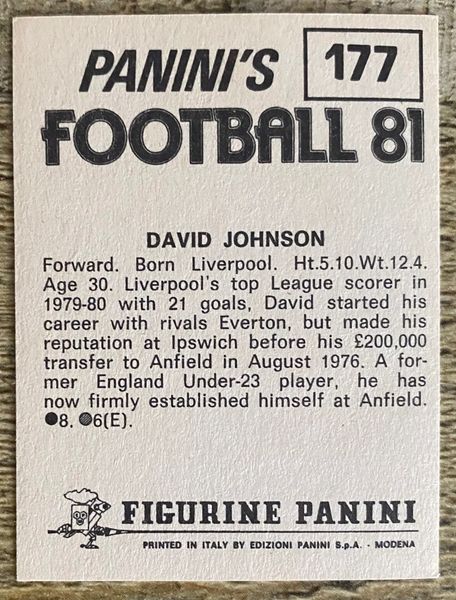 PANINI'S
177
FOOTBALL 81
DAVID JOHNSON
Forward. Born Liverpool. Ht.5.10.Wt.12.4.
Age 30. Liverpool's top League scorer in
1979-80 with 21 goals, David started his
career with rivals Everton, but made his
reputation at Ipswich before his £200,000
transfer to Anfield in August 1976. A for-
mer England Under-23 player, he has
now firmly established himself at Anfield.
●8. ●6(E).
FIGURINE PANINI
PRINTED IN ITALY BY EDIZIONI PANINI S.p.A. - MODENA